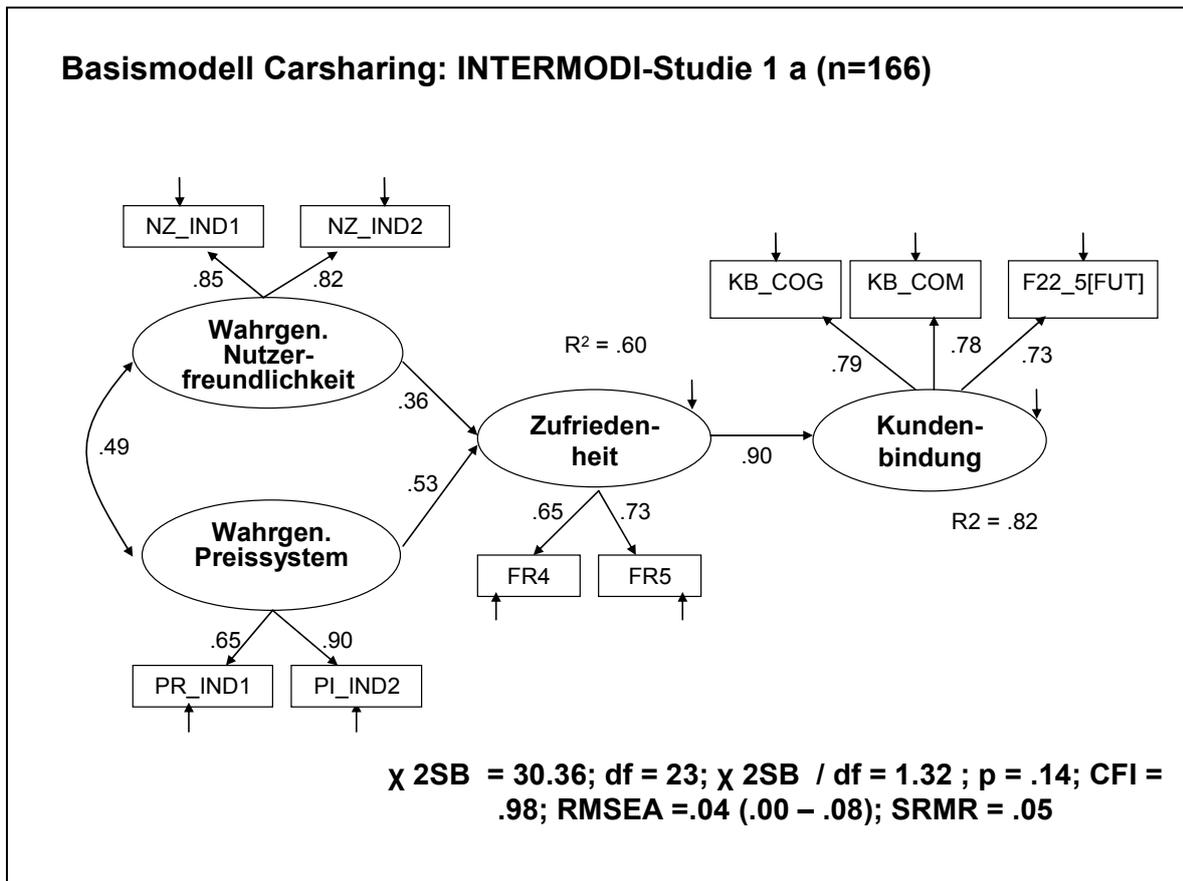 Basismodell Carsharing: INTERMODI-Studie 1 a (n=166)
NZ_IND1
NZ_IND2
.85
.82
Wahrgen.
Nutzer-
freundlichkeit
.49
.36
.53
Wahrgen.
Preissystem
.65
.90
PR_IND1
PI_IND2
R² = .60
Zufrieden-
heit
.65
.73
FR4
FR5
.90
KB_COG
KB_COM
F22_5[FUT]
.79
.78
.73
Kunden-
bindung
R2 = .82
χ 2SB = 30.36; df = 23; χ 2SB / df = 1.32 ; p = .14; CFI =
.98; RMSEA =.04 (.00 – .08); SRMR = .05